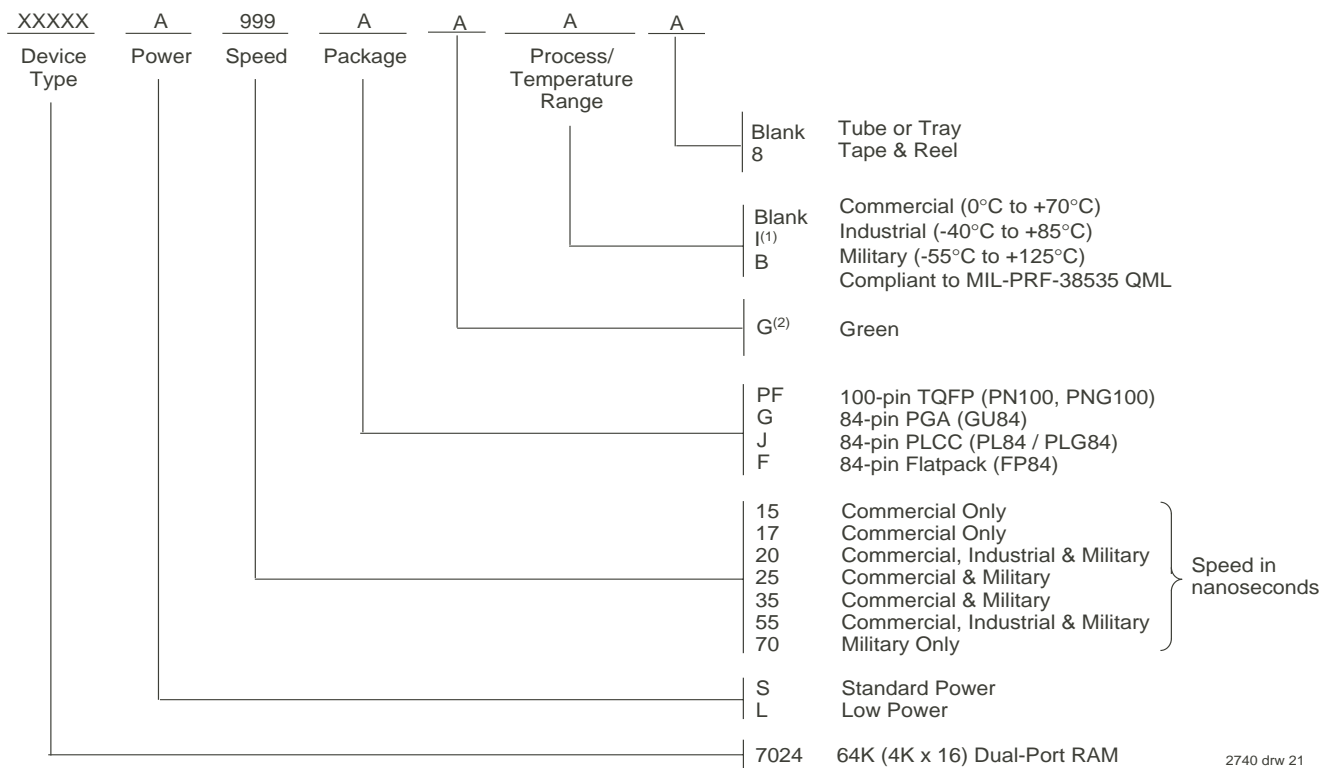 XXXXX A 999 A A A A
Device Type Power Speed Package Process/ Temperature Range
Blank Tube or Tray
8 Tape & Reel
Blank Commercial (0°C to +70°C)
I(1) Industrial (-40°C to +85°C)
B Military (-55°C to +125°C)
Compliant to MIL-PRF-38535 QML
G(2) Green
PF 100-pin TQFP (PN100, PNG100)
G 84-pin PGA (GU84)
J 84-pin PLCC (PL84 / PLG84)
F 84-pin Flatpack (FP84)
15 Commercial Only
17 Commercial Only
20 Commercial, Industrial & Military
25 Commercial & Military
35 Commercial & Military
55 Commercial, Industrial & Military
70 Military Only
Speed in
nanoseconds
S Standard Power
L Low Power
7024 64K (4K x 16) Dual-Port RAM
2740 drw 21